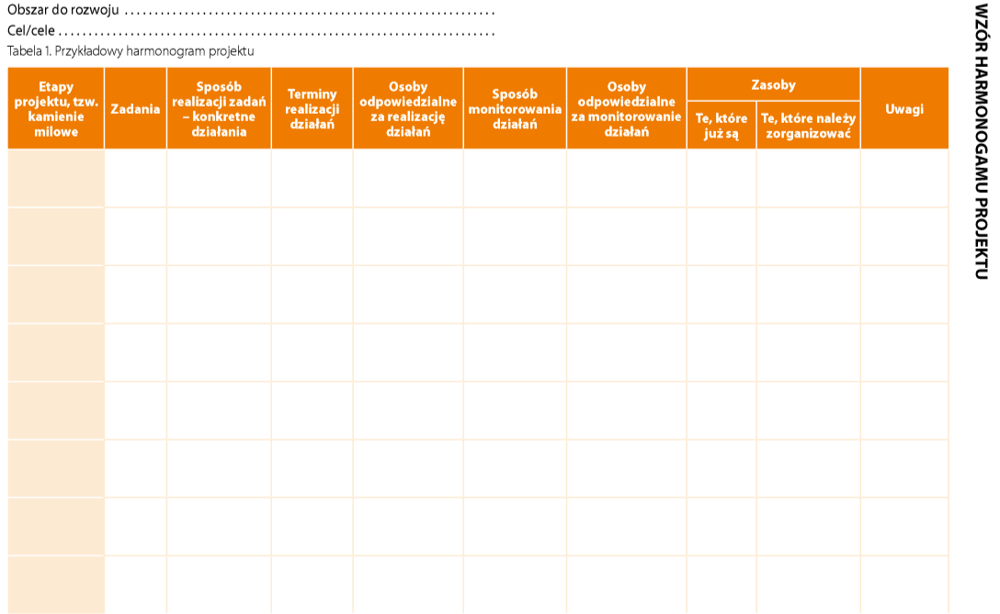 Obszar do rozwoju ........................................................................
Cel/cele ........................................................................
Tabela 1. Przykładowy harmonogram projektu
Etapy
projektu, tzw.
kamienie
milowe
Zadania
Sposób
realizacji zadań
– konkretne
działania
Terminy
realizacji
działań
Osoby
odpowiedzialne
za realizację
działań
Sposób
monitorowania
działań
Osoby
odpowiedzialne
za monitorowanie
działań
Zasoby
Te, które
już są
Te, które należy
zorganizować
Uwagi
WZÓR HARMONOGAMU PROJEKTU